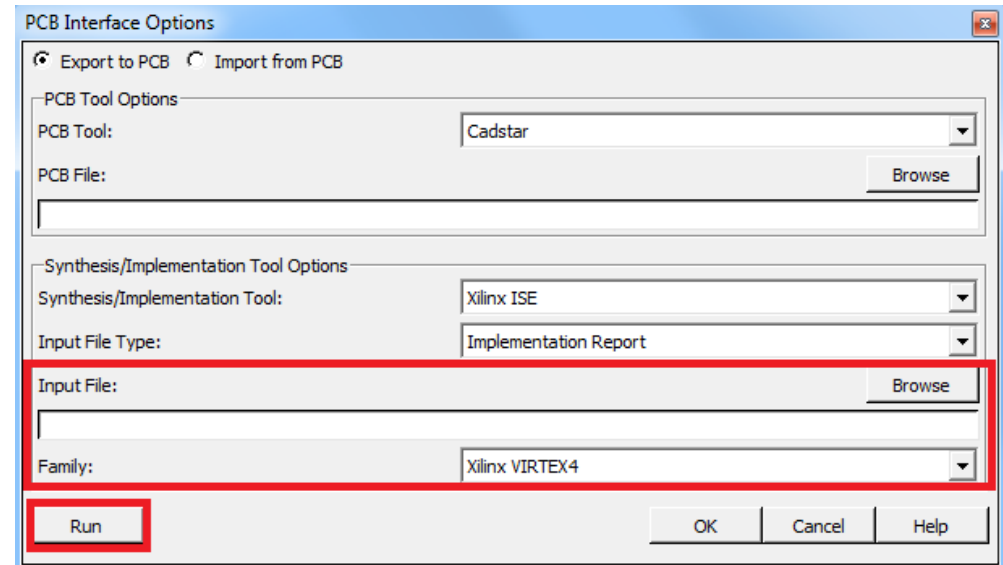 PCB Interface Options
Export to PCB Import from PCB
PCB Tool Options
PCB Tool: Cadstar
PCB File: Browse
Synthesis/Implementation Tool Options
Synthesis/Implementation Tool: Xilinx ISE
Input File Type: Implementation Report
Input File: Browse
Family: Xilinx VIRTEX4
Run OK Cancel Help